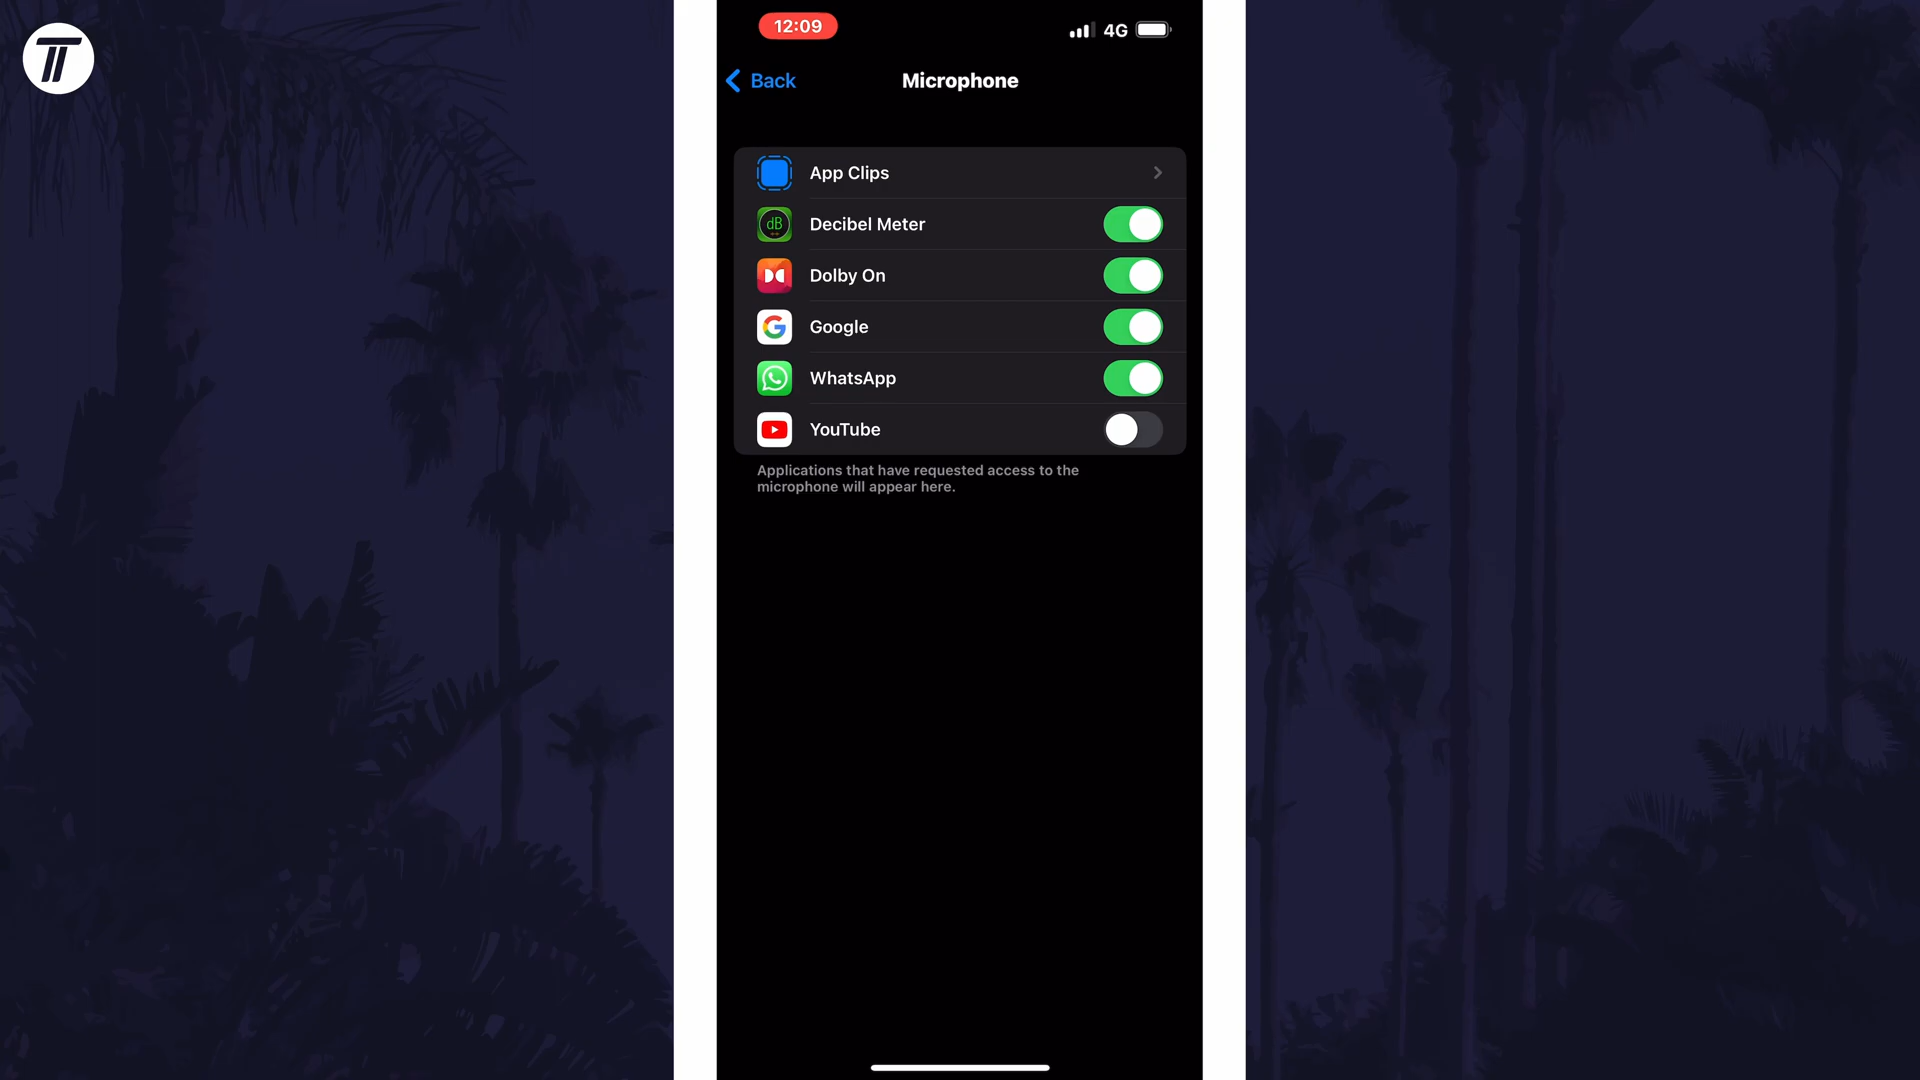 12:09
4G
Back
Microphone
App Clips
dB
Decibel Meter
Dolby On
Google
WhatsApp
YouTube
Applications that have requested access to the
microphone will appear here.